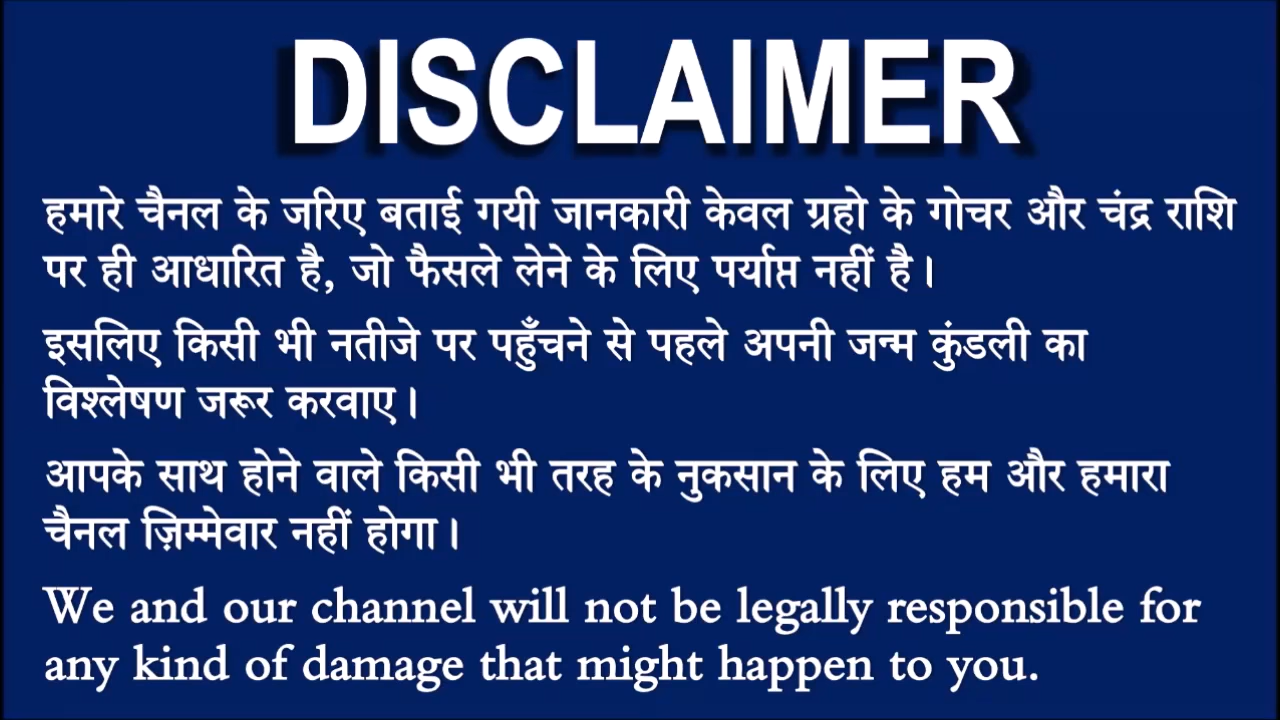 DISCLAIMER
हमारे चैनल के जरिए बताई गयी जानकारी केवल ग्रहो के गोचर और चंद्र राशि
पर ही आधारित है, जो फैसले लेने के लिए पर्याप्त नहीं है।
इसलिए किसी भी नतीजे पर पहुँचने से पहले अपनी जन्म कुंडली का
विश्लेषण जरूर करवाए।
आपके साथ होने वाले किसी भी तरह के नुकसान के लिए हम और हमारा
चैनल ज़िम्मेवार नहीं होगा।
We and our channel will not be legally responsible for
any kind of damage that might happen to you.